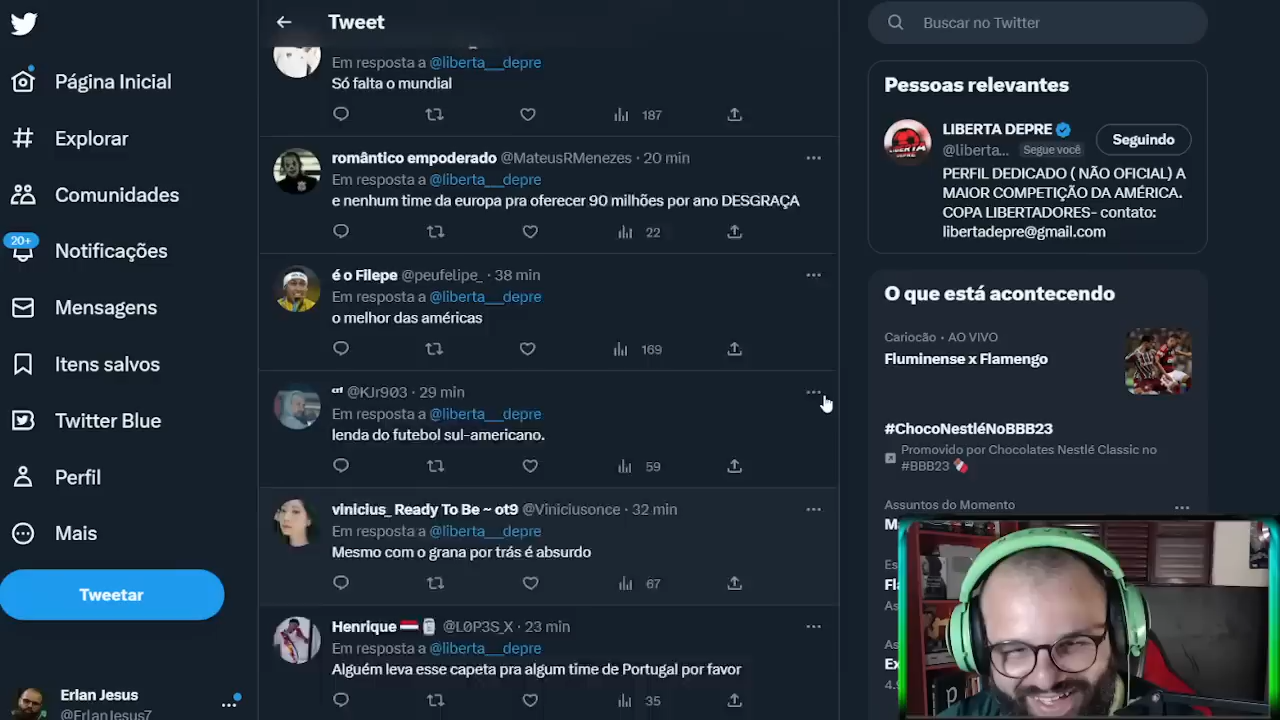 Página Inicial
Explorar
Comunidades
20+
Notificações
Mensagens
Itens salvos
Twitter Blue
Perfil
Mais
Tweetar
Erlan Jesus
@ErlanJesus7
Tweet
Em resposta a @liberta__depre
Só falta o mundial
187
romântico empoderado @MateusRMenezes · 20 min
Em resposta a @liberta__depre
e nenhum time da europa pra oferecer 90 milhões por ano DESGRAÇA
22
é o Filepe @peufelipe_ · 38 min
Em resposta a @liberta__depre
o melhor das américas
169
ᶜʳᶠ @KJr903 · 29 min
Em resposta a @liberta__depre
lenda do futebol sul-americano.
59
vinicius_ Ready To Be ~ ot9 @Viniciusonce · 32 min
Em resposta a @liberta__depre
Mesmo com o grana por trás é absurdo
67
Henrique @L0P3S_X · 23 min
Em resposta a @liberta__depre
Alguém leva esse capeta pra algum time de Portugal por favor
35
Buscar no Twitter
Pessoas relevantes
LIBERTA DEPRE
@liberta... Segue você
Seguindo
PERFIL DEDICADO ( NÃO OFICIAL) A
MAIOR COMPETIÇÃO DA AMÉRICA.
COPA LIBERTADORES- contato:
libertadepre@gmail.com
O que está acontecendo
Cariocão · AO VIVO
Fluminense x Flamengo
#ChocoNestléNoBBB23
Promovido por Chocolates Nestlé Classic no
#BBB23
Assuntos do Momento